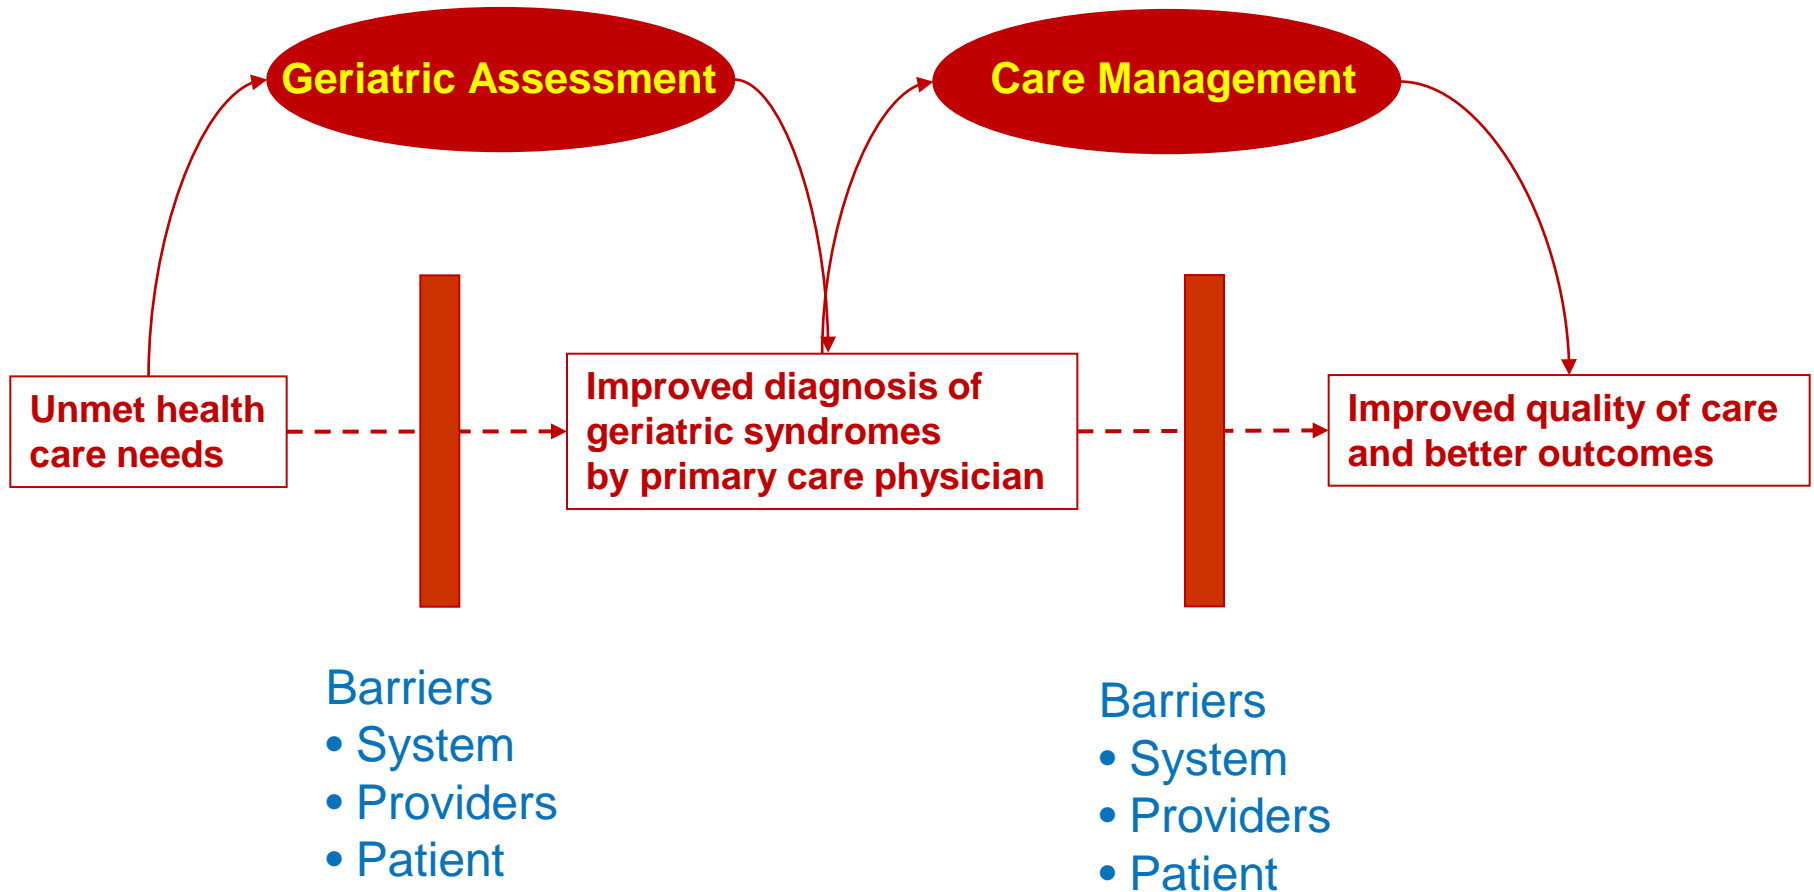 Geriatric Assessment
Care Management
Unmet health
care needs
Improved diagnosis of
geriatric syndromes
by primary care physician
Improved quality of care
and better outcomes
Barriers
• System
• Providers
• Patient
Barriers
• System
• Providers
• Patient